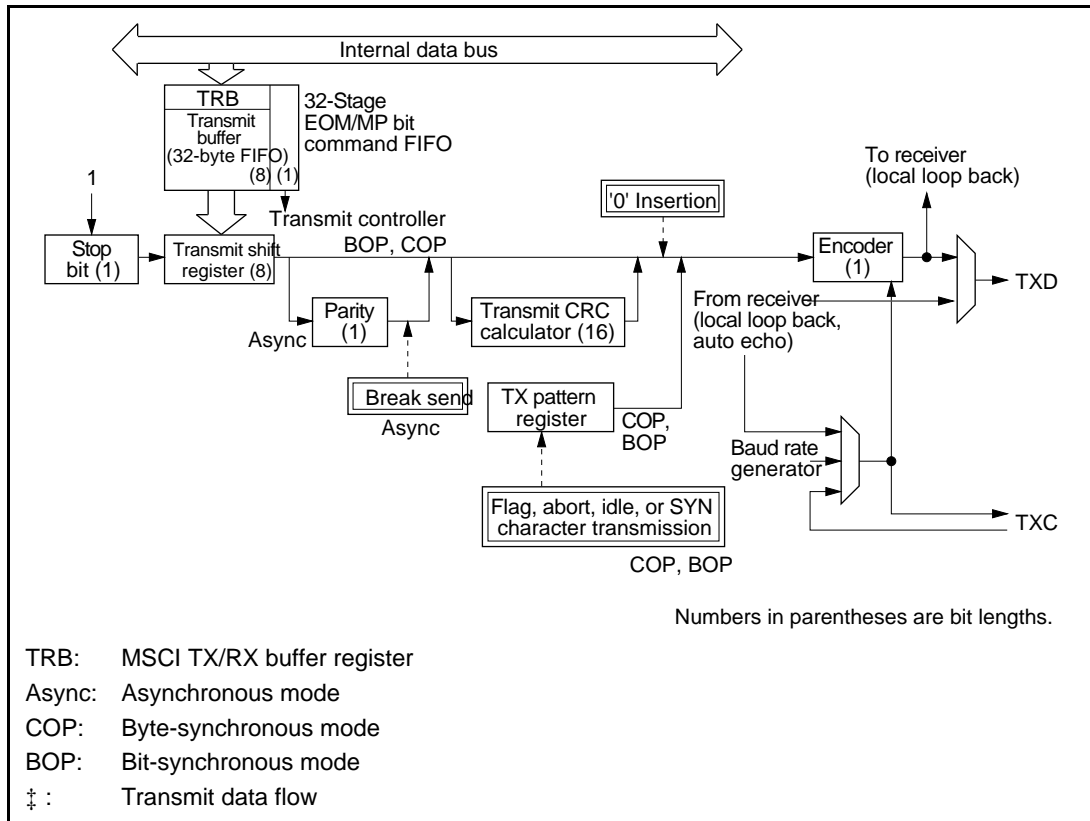 Internal data bus
TRB
Transmit
buffer
(32-byte FIFO)
(8) (1)
32-Stage
EOM/MP bit
command FIFO
To receiver
(local loop back)
1
'0' Insertion
Transmit controller
BOP, COP
Stop
bit (1)
Transmit shift
register (8)
Encoder
(1)
TXD
From receiver
(local loop back,
auto echo)
Async
Parity
(1)
Transmit CRC
calculator (16)
Break send
Async
TX pattern
register
COP,
BOP
Baud rate
generator
Flag, abort, idle, or SYN
character transmission
COP, BOP
TXC
Numbers in parentheses are bit lengths.
TRB: MSCI TX/RX buffer register
Async: Asynchronous mode
COP: Byte-synchronous mode
BOP: Bit-synchronous mode
‡ : Transmit data flow